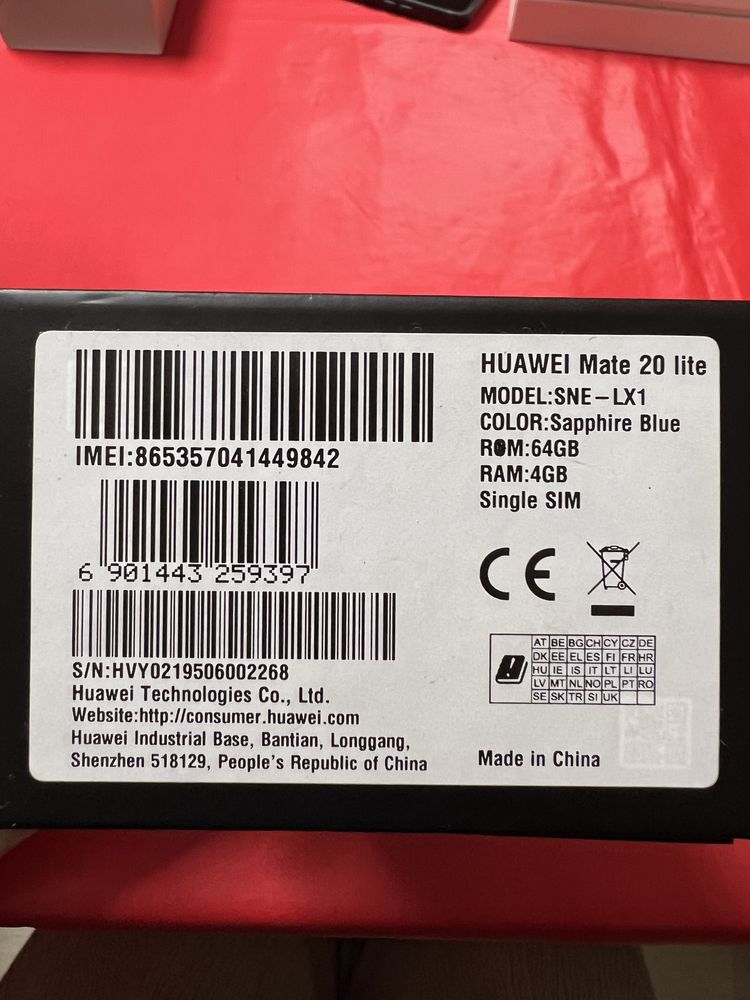 IMEI:865357041449842
6 901443 259397
S/N:HVY0219506002268
Huawei Technologies Co., Ltd.
Website:http://consumer.huawei.com
Huawei Industrial Base, Bantian, Longgang,
Shenzhen 518129, People's Republic of China
HUAWEI Mate 20 lite
MODEL:SNE-LX1
COLOR:Sapphire Blue
ROM:64GB
RAM:4GB
Single SIM
CE
AT BE BG CH CY CZ DE
DK EE EL ES FI FR HR
HU IE IS IT LT LI LU
LV MT NL NO PL PT RO
SE SK TR SI UK
Made in China